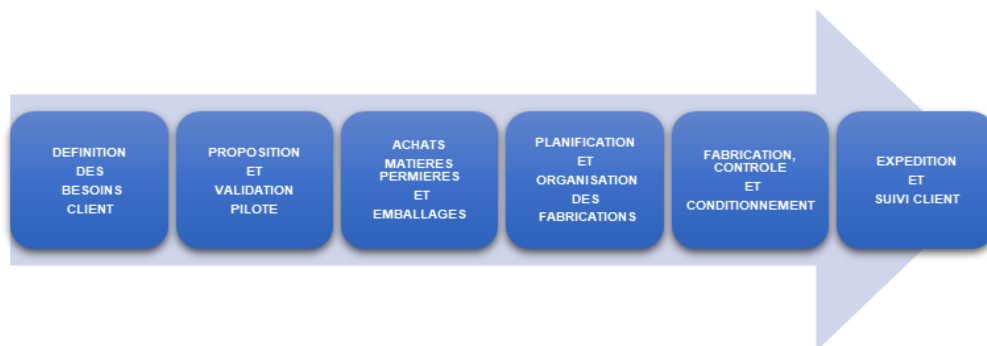 DEFINITION
DES
BESOINS
CLIENT
PROPOSITION
ET
VALIDATION
PILOTE
ACHATS
MATIERES
PERMIERES
ET
EMBALLAGES
PLANIFICATION
ET
ORGANISATION
DES
FABRICATIONS
FABRICATION,
CONTROLE
ET
CONDITIONNEMENT
EXPEDITION
ET
SUIVI CLIENT